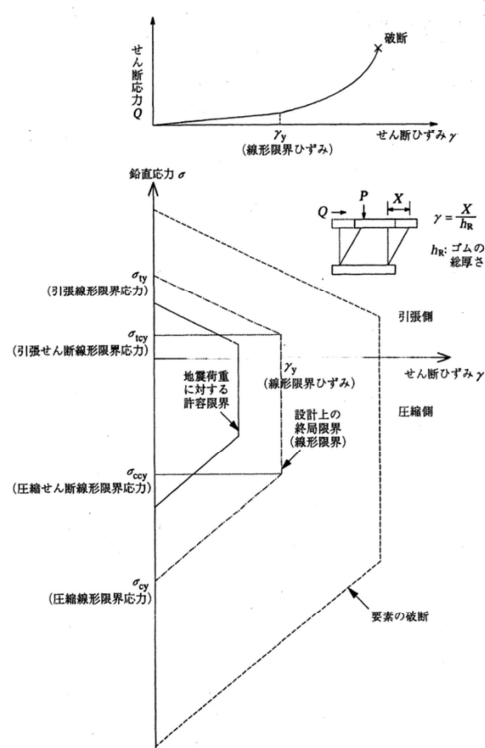 せん断応力 Q
破断
γy
(線形限界ひずみ)
せん断ひずみ γ
鉛直応力 σ
Q
P
X
γ = X / hR
hR: ゴムの
総厚さ
σty
(引張線形限界応力)
σtcy
(引張せん断線形限界応力)
引張側
γy
(線形限界ひずみ)
せん断ひずみ γ
圧縮側
地震荷重
に対する
許容限界
設計上の
終局限界
(線形限界)
σccy
(圧縮せん断線形限界応力)
σcy
(圧縮線形限界応力)
要素の破断